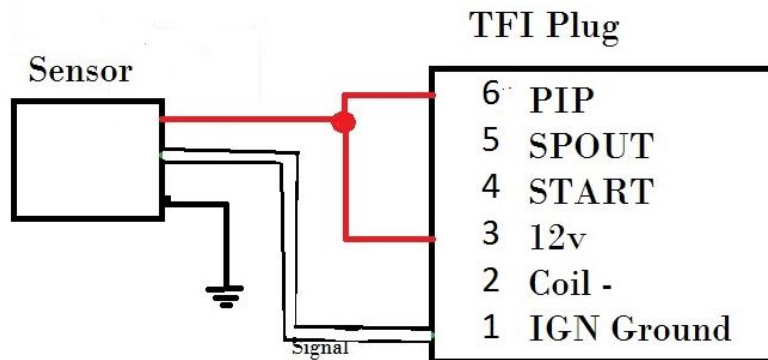 TFI Plug
Sensor
6 PIP
5 SPOUT
4 START
3 12v
2 Coil -
1 IGN Ground
Signal